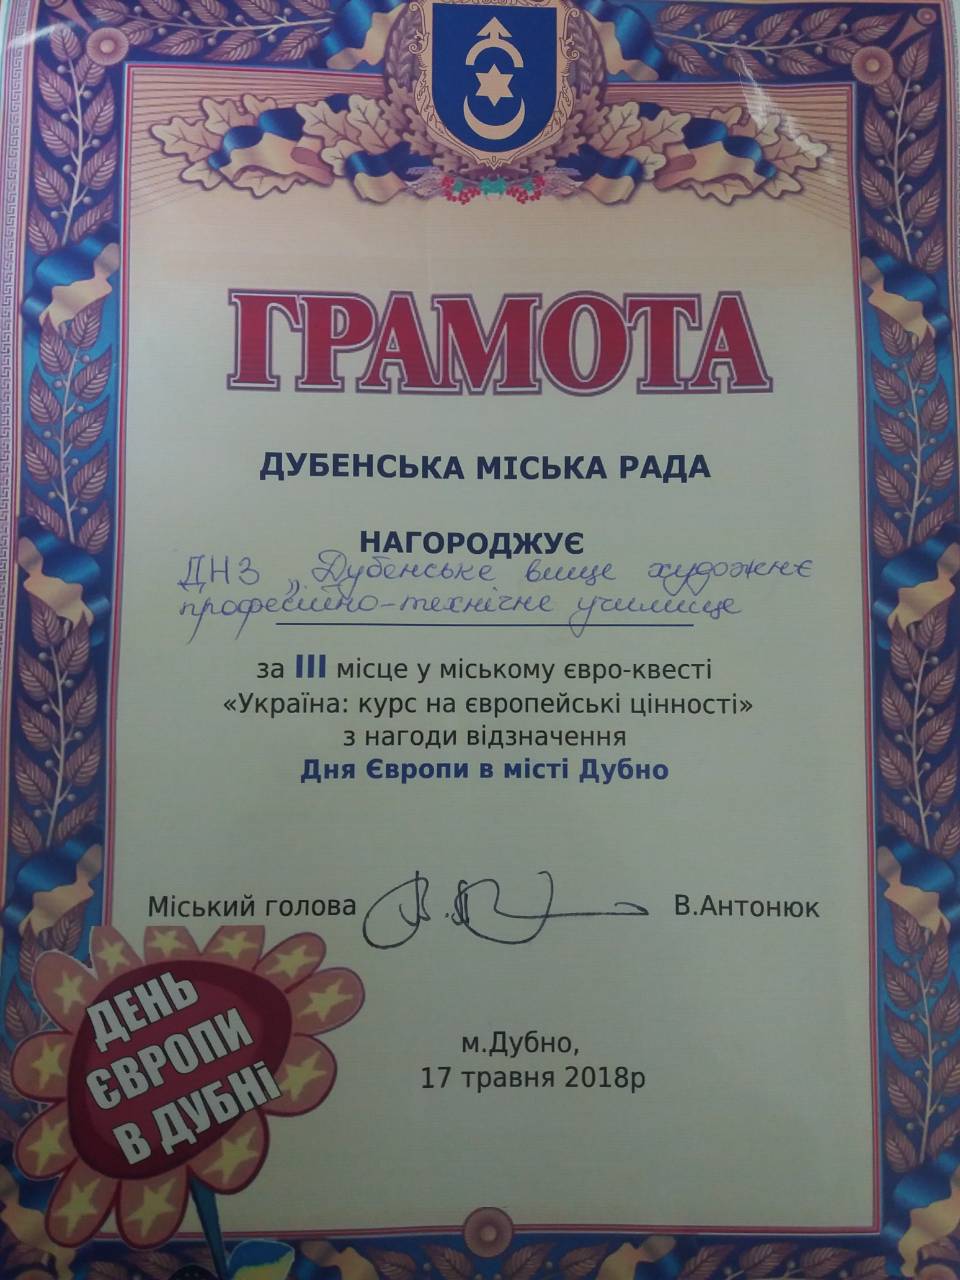 ГРАМОТА
ДУБЕНСЬКА МІСЬКА РАДА
НАГОРОДЖУЄ
ДНЗ „Дубенське вище художнє
професійно-технічне училище
за III місце у міському євро-квесті
«Україна: курс на європейські цінності»
з нагоди відзначення
Дня Європи в місті Дубно
Міський голова В.Антонюк
ДЕНЬ
ЄВРОПИ
В ДУБНІ
м.Дубно,
17 травня 2018р